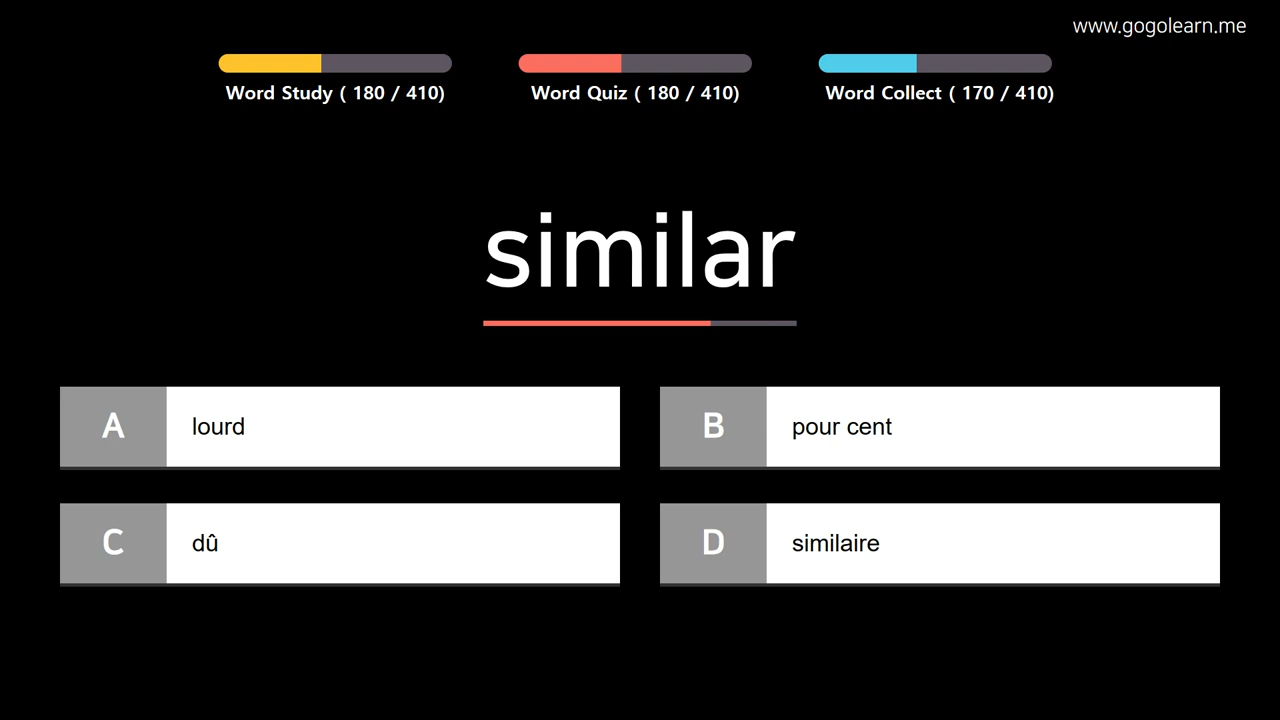 www.gogolearn.me
Word Study ( 180 / 410)
Word Quiz ( 180 / 410)
Word Collect ( 170 / 410)
similar
A lourd
B pour cent
C dû
D similaire